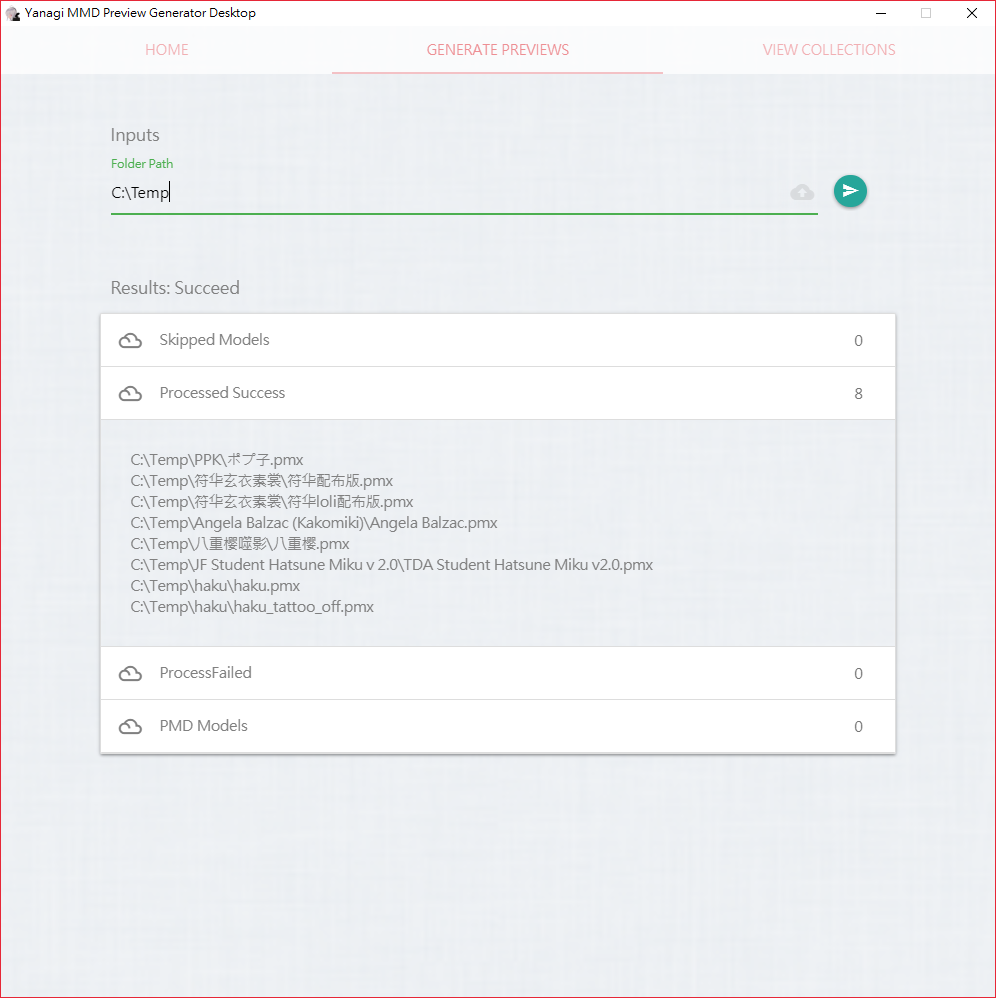 Yanagi MMD Preview Generator Desktop
HOME
GENERATE PREVIEWS
VIEW COLLECTIONS
Inputs
Folder Path
C:\Temp
Results: Succeed
Skipped Models 0
Processed Success 8
C:\Temp\PPK\ポプ子.pmx
C:\Temp\符华玄衣素裳\符华配布版.pmx
C:\Temp\符华玄衣素裳\符华loli配布版.pmx
C:\Temp\Angela Balzac (Kakomiki)\Angela Balzac.pmx
C:\Temp\八重樱噬影\八重樱.pmx
C:\Temp\JF Student Hatsune Miku v 2.0\TDA Student Hatsune Miku v2.0.pmx
C:\Temp\haku\haku.pmx
C:\Temp\haku\haku_tattoo_off.pmx
ProcessFailed 0
PMD Models 0